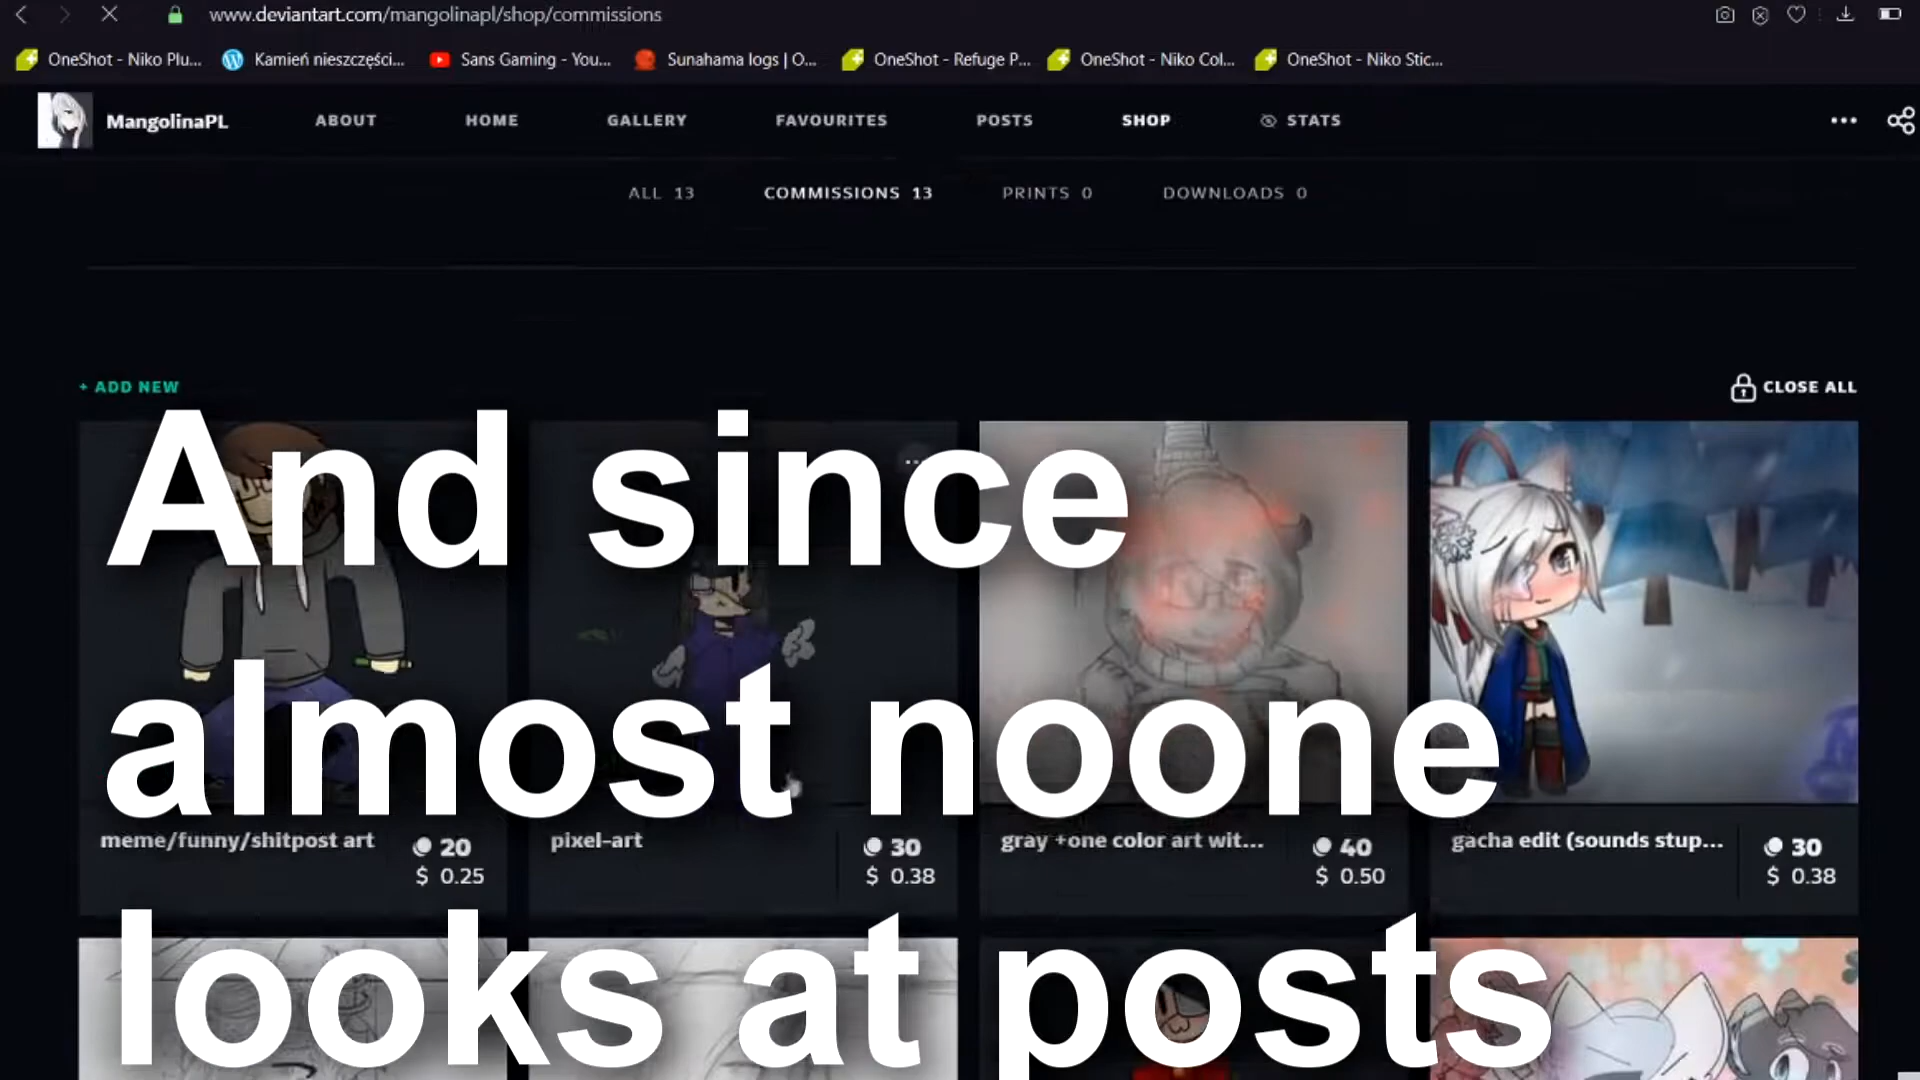 www.deviantart.com/mangolinapl/shop/commissions
OneShot - Niko Plu... Kamień nieszczęści... Sans Gaming - You... Sunahama logs | O... OneShot - Refuge P... OneShot - Niko Col... OneShot - Niko Stic...
MangolinaPL ABOUT HOME GALLERY FAVOURITES POSTS SHOP STATS
ALL 13 COMMISSIONS 13 PRINTS 0 DOWNLOADS 0
+ ADD NEW CLOSE ALL
And since
almost noone
meme/funny/shitpost art 20 pixel-art 30 gray +one color art wit... 40 gacha edit (sounds stup... 30
$ 0.25 $ 0.38 $ 0.50 $ 0.38
looks at posts